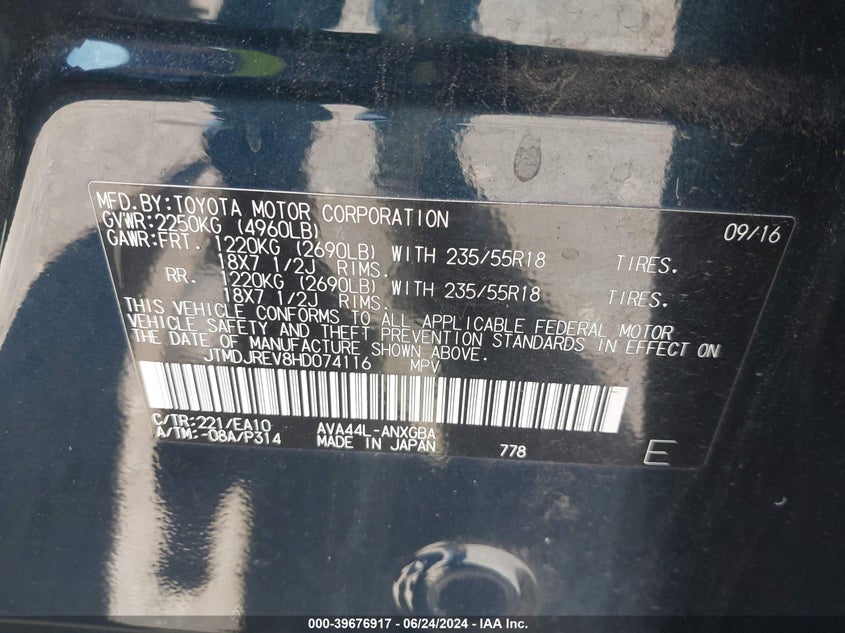 MFD.BY:TOYOTA MOTOR CORPORATION 09/16
GVWR:2250KG (4960LB)
GAWR:FRT. 1220KG (2690LB) WITH 235/55R18 TIRES.
18X7 1/2J RIMS.
RR. 1220KG (2690LB) WITH 235/55R18 TIRES.
18X7 1/2J RIMS.
THIS VEHICLE CONFORMS TO ALL APPLICABLE FEDERAL MOTOR
VEHICLE SAFETY AND THEFT PREVENTION STANDARDS IN EFFECT ON
THE DATE OF MANUFACTURE SHOWN ABOVE.
JTMDJREV8HD074116 MPV
C/TR:221/EA10 AVA44L-ANXGBA
A/TM:-08A/P314 MADE IN JAPAN 778 E
000-39676917 - 06/24/2024 - IAA Inc.